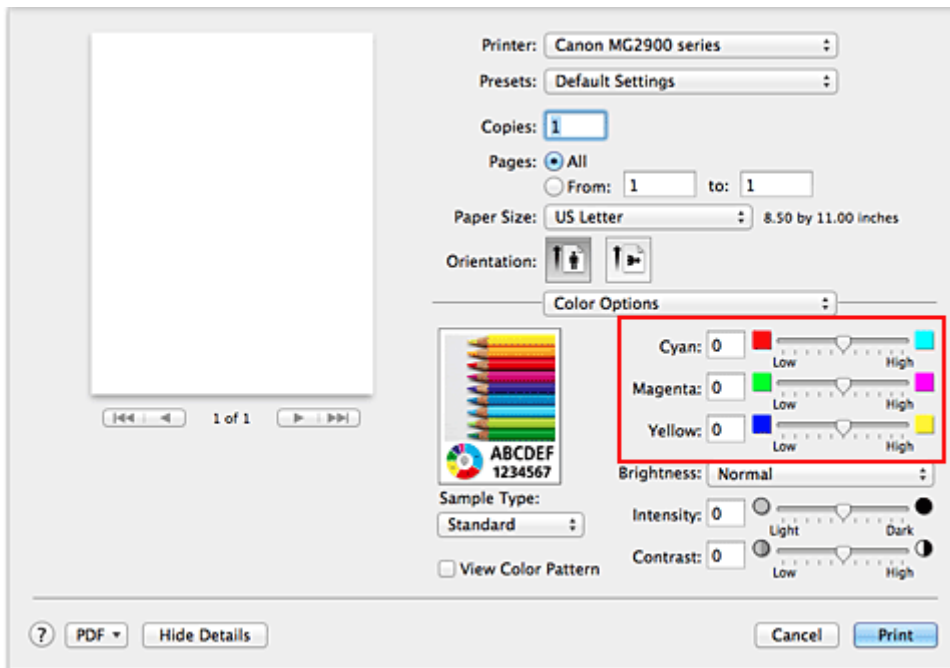 Printer: Canon MG2900 series
Presets: Default Settings
Copies: 1
Pages: All
From: 1 to: 1
Paper Size: US Letter 8.50 by 11.00 inches
Orientation:
Color Options
1 of 1
Cyan: 0
Low High
Magenta: 0
Low High
Yellow: 0
Low High
ABCDEF
1234567
Sample Type:
Standard
View Color Pattern
Brightness: Normal
Intensity: 0
Light Dark
Contrast: 0
Low High
? PDF Hide Details Cancel Print